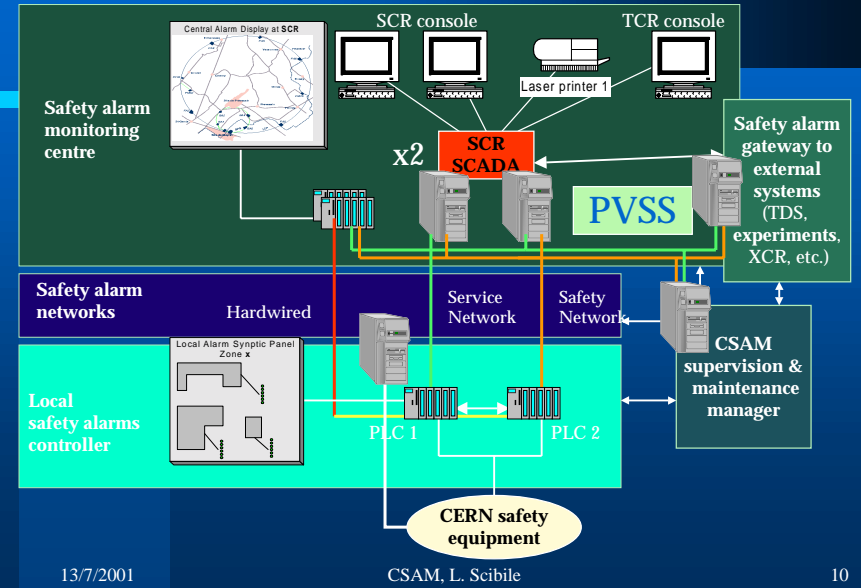 Central Alarm Display at SCR
SCR console
TCR console
Laser printer 1
Safety alarm
monitoring
centre
x2
SCR
SCADA
PVSS
Safety alarm
gateway to
external
systems
(TDS,
experiments,
XCR, etc.)
Safety alarm
networks
Hardwired
Service
Network
Safety
Network
Local Alarm Synptic Panel
Zone x
CSAM
supervision &
maintenance
manager
Local
safety alarms
controller
PLC 1
PLC 2
CERN safety
equipment
13/7/2001
CSAM, L. Scibile
10